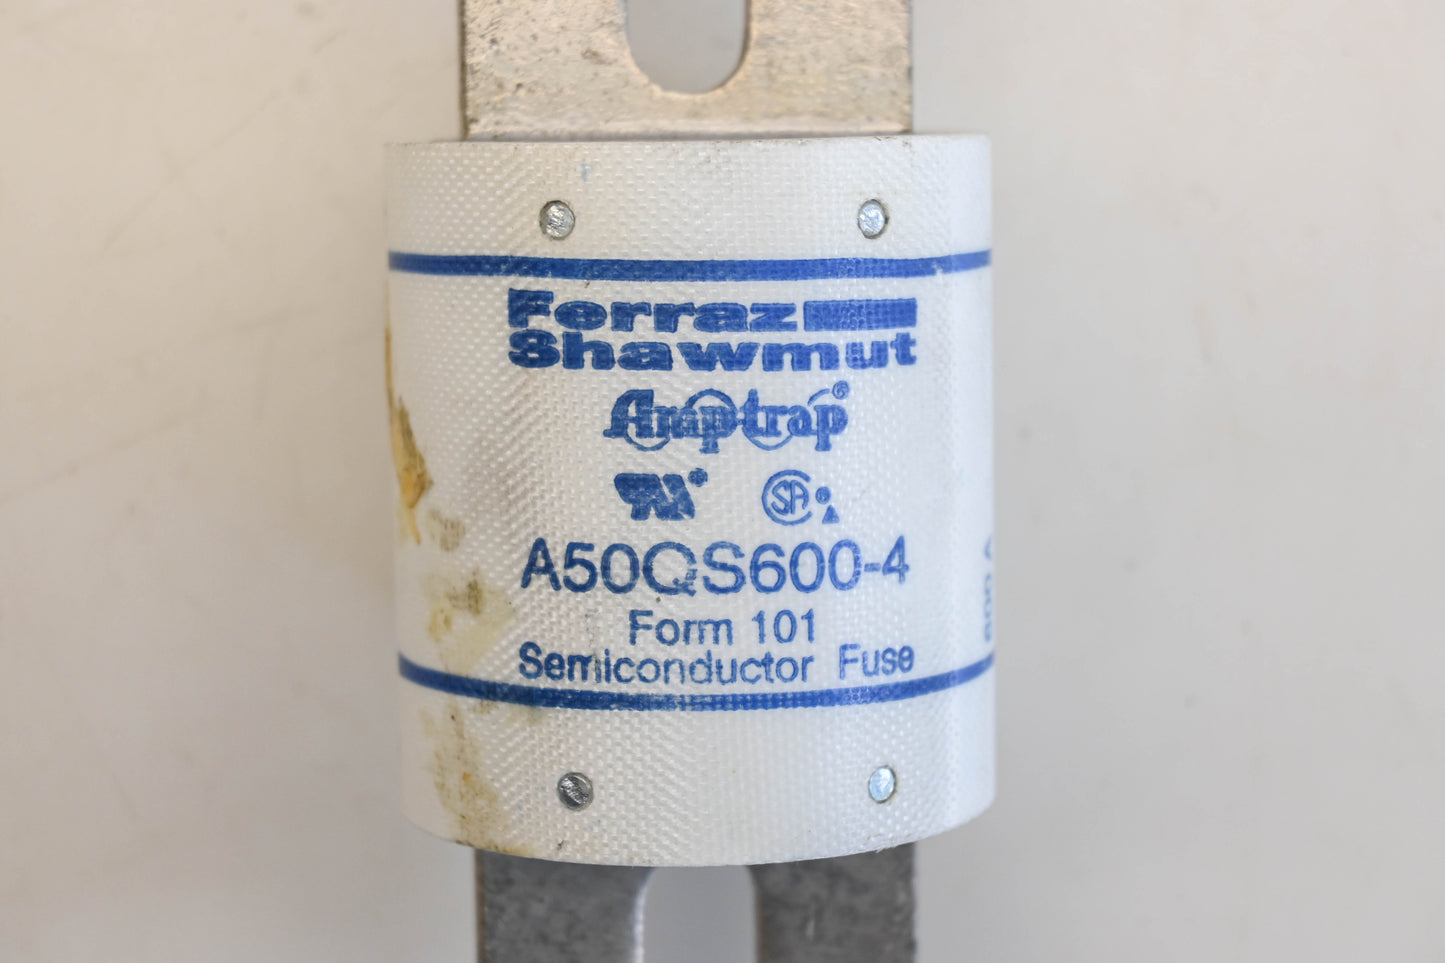 Ferraz
Shawmut
Amp-trap®
A50QS600-4
Form 101
Semiconductor Fuse